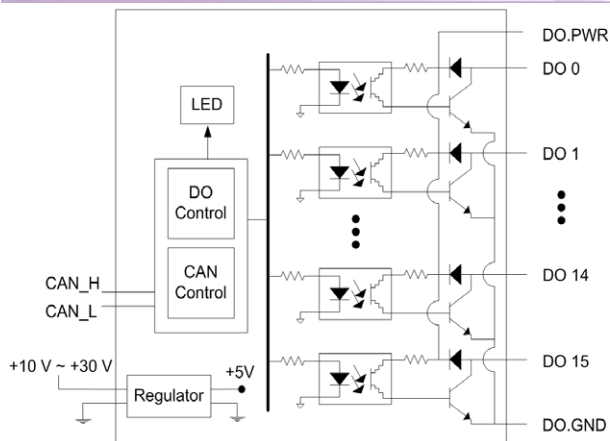 DO.PWR
DO 0
LED
DO 1
DO
Control
CAN
Control
CAN_H
CAN_L
DO 14
+10 V ~ +30 V
+5V
Regulator
DO 15
DO.GND